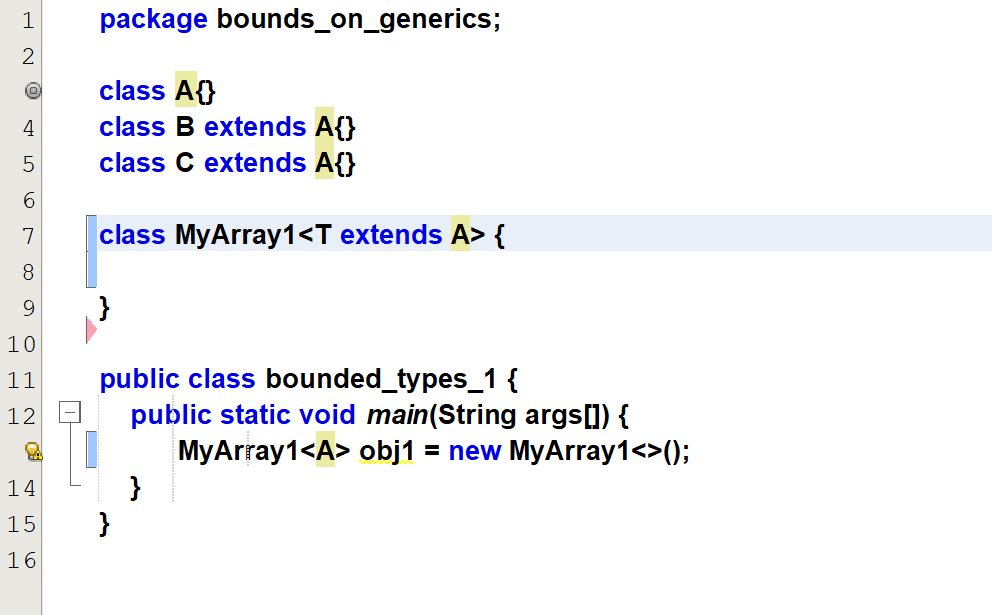 1 package bounds_on_generics;
2
class A{}
4 class B extends A{}
5 class C extends A{}
6
7 class MyArray1<T extends A> {
8
9 }
10
11 public class bounded_types_1 {
12 public static void main(String args[]) {
MyArray1<A> obj1 = new MyArray1<>();
14 }
15 }
16